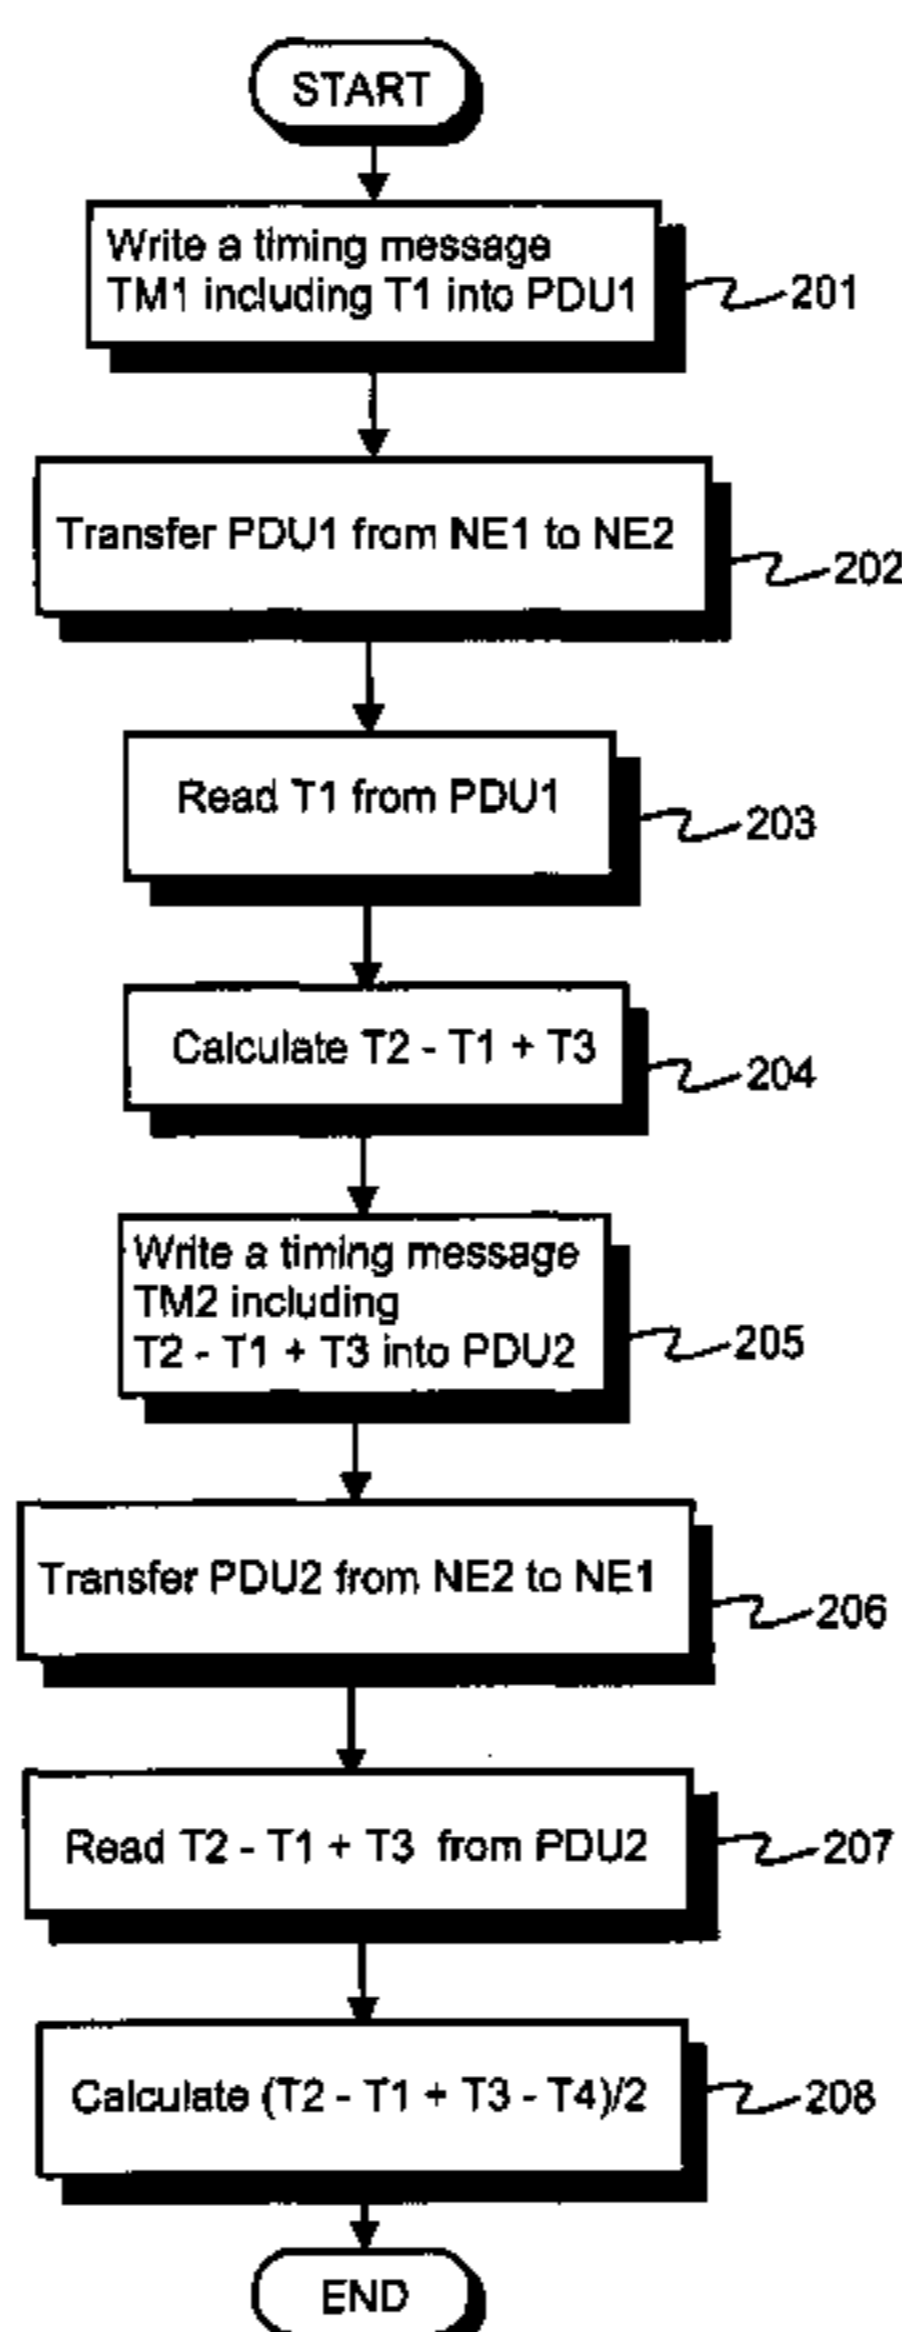 START
Write a timing message
TM1 including T1 into PDU1
201
Transfer PDU1 from NE1 to NE2
202
Read T1 from PDU1
203
Calculate T2 - T1 + T3
204
Write a timing message
TM2 including
T2 - T1 + T3 into PDU2
205
Transfer PDU2 from NE2 to NE1
206
Read T2 - T1 + T3 from PDU2
207
Calculate (T2 - T1 + T3 - T4)/2
208
END